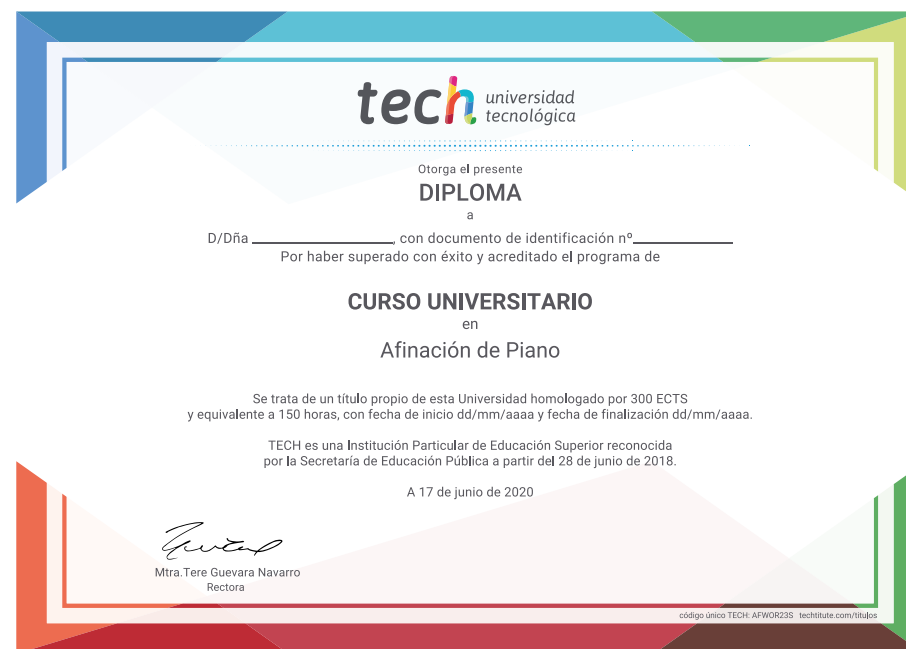 tech universidad
tecnológica
Otorga el presente
DIPLOMA
a
D/Dña ____________________, con documento de identificación nº______________
Por haber superado con éxito y acreditado el programa de
CURSO UNIVERSITARIO
en
Afinación de Piano
Se trata de un título propio de esta Universidad homologado por 300 ECTS
y equivalente a 150 horas, con fecha de inicio dd/mm/aaaa y fecha de finalización dd/mm/aaaa.
TECH es una Institución Particular de Educación Superior reconocida
por la Secretaría de Educación Pública a partir del 28 de junio de 2018.
A 17 de junio de 2020
Mtra.Tere Guevara Navarro
Rectora
código único TECH: AFWOR23S techtitute.com/titulos